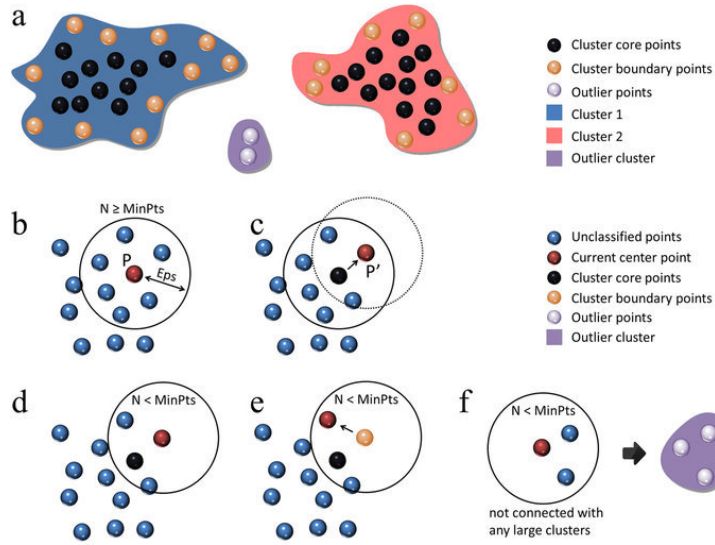 a
Cluster core points
Cluster boundary points
Outlier points
Cluster 1
Cluster 2
Outlier cluster
b
N ≥ MinPts
P
Eps
c
P'
Unclassified points
Current center point
Cluster core points
Cluster boundary points
Outlier points
Outlier cluster
d
N < MinPts
e
N < MinPts
f
N < MinPts
not connected with
any large clusters